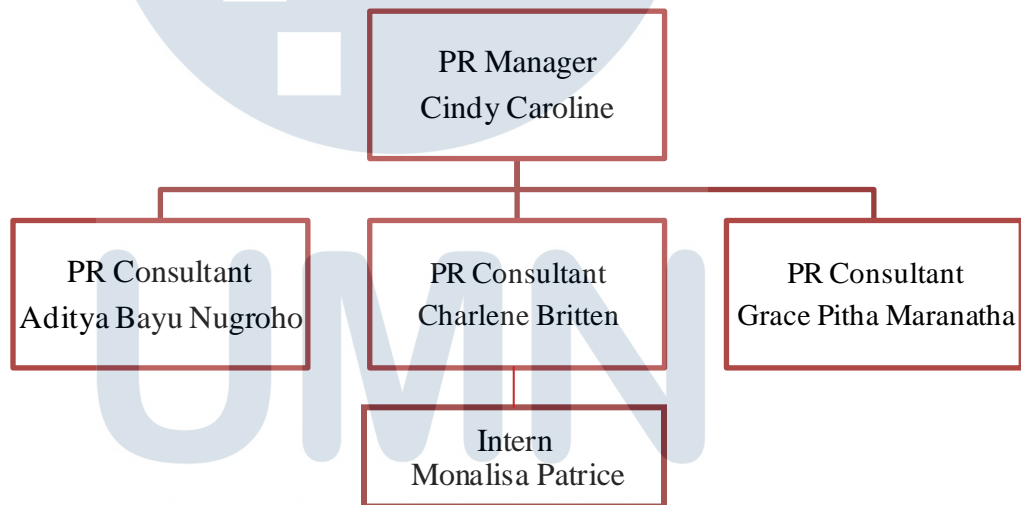 PR Manager
Cindy Caroline
PR Consultant
Aditya Bayu Nugroho
PR Consultant
Charlene Britten
PR Consultant
Grace Pitha Maranatha
Intern
Monalisa Patrice
UMN